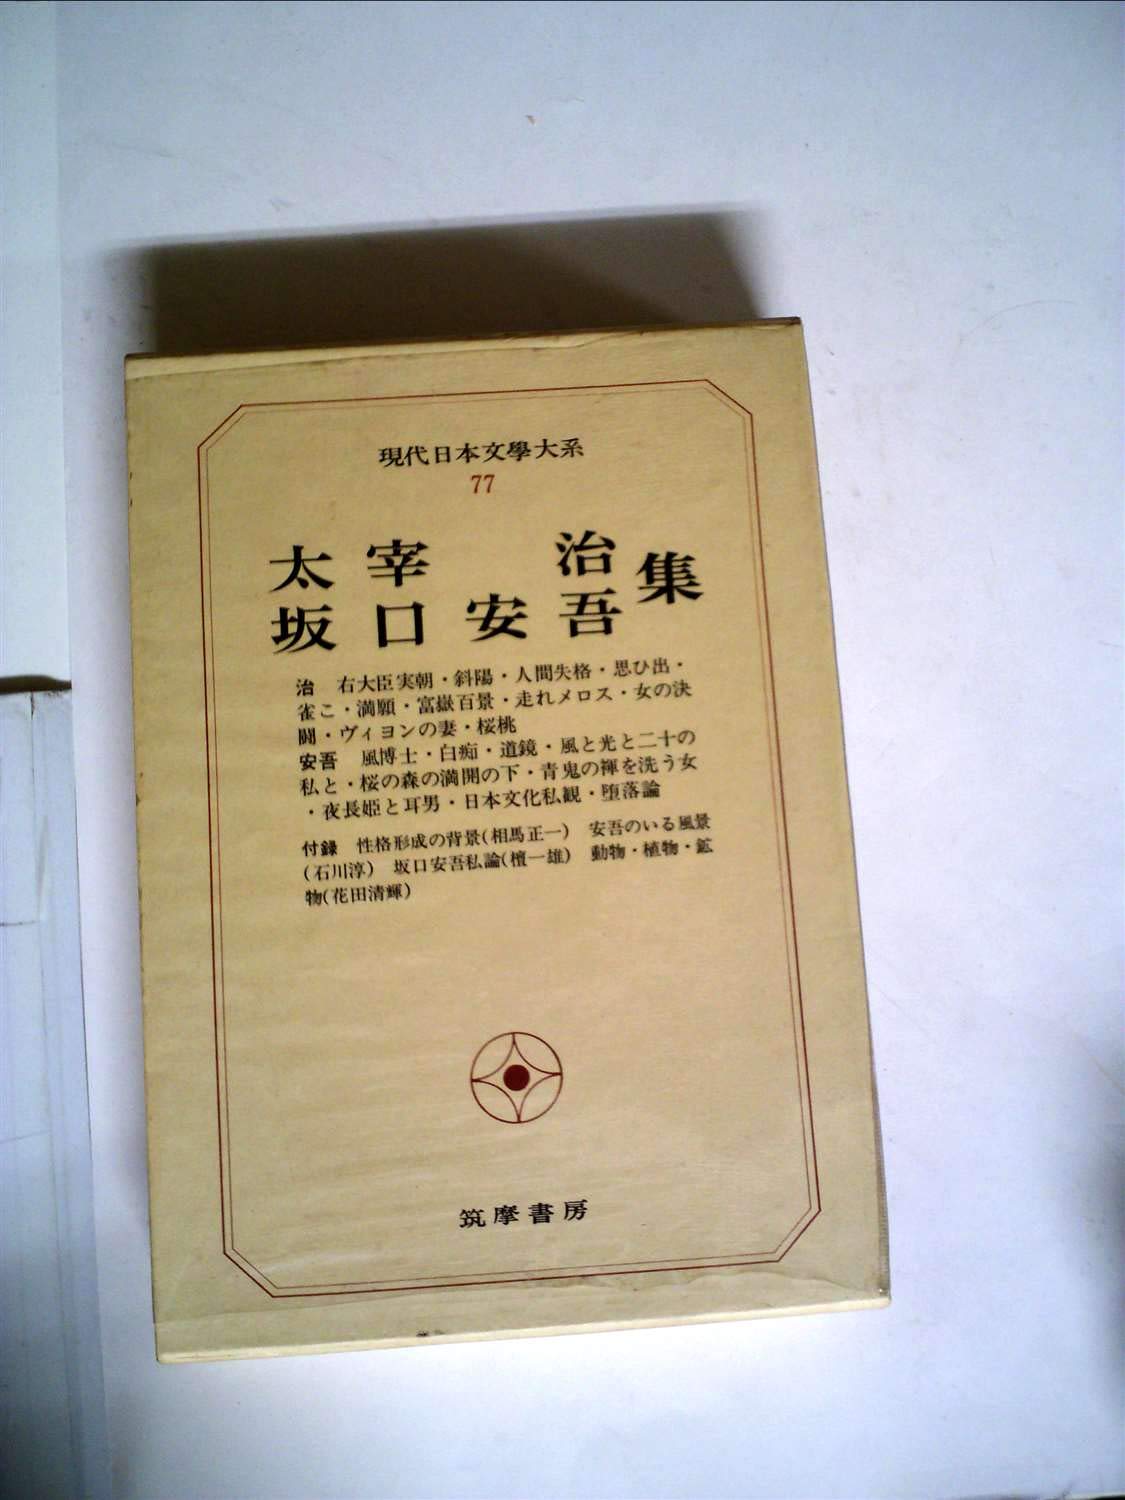 現代日本文學大系
77
太宰 治
坂口安吾
集
治 右大臣実朝・斜陽・人間失格・思ひ出・
雀こ・満願・富嶽百景・走れメロス・女の決
闘・ヴィヨンの妻・桜桃
安吾 風博士・白痴・道鏡・風と光と二十の
私と・桜の森の満開の下・青鬼の褌を洗う女
・夜長姫と耳男・日本文化私観・堕落論
付録 性格形成の背景(相馬正一) 安吾のいる風景
(石川淳) 坂口安吾私論(檀一雄) 動物・植物・鉱
物(花田清輝)
筑摩書房